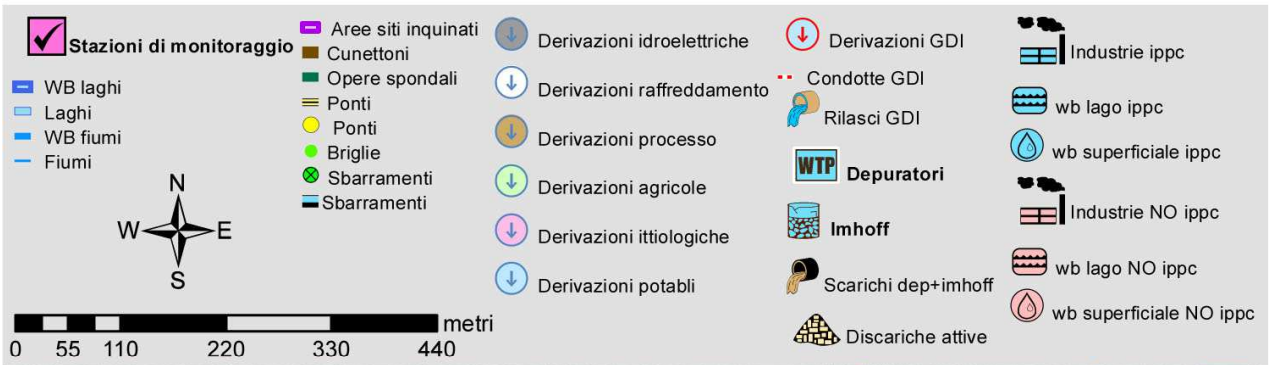 Stazioni di monitoraggio
WB laghi
Laghi
WB fiumi
Fiumi
N
W E
S
metri
0 55 110 220 330 440
Aree siti inquinati
Cunettoni
Opere spondali
Ponti
Ponti
Briglie
Sbarramenti
Sbarramenti
Derivazioni idroelettriche
Derivazioni raffreddamento
Derivazioni processo
Derivazioni agricole
Derivazioni ittiologiche
Derivazioni potabli
Derivazioni GDI
Condotte GDI
Rilasci GDI
WTP Depuratori
Imhoff
Scarichi dep+imhoff
Discariche attive
Industrie ippc
wb lago ippc
wb superficiale ippc
Industrie NO ippc
wb lago NO ippc
wb superficiale NO ippc